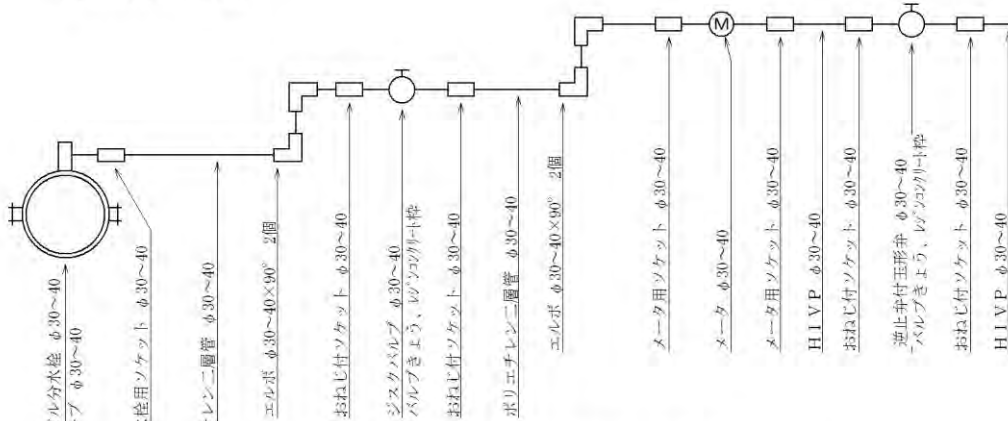 ル分水栓 φ30~40
プ φ30~40
栓用ソケット φ30~40
レン二層管 φ30~40
エルボ φ30~40×90° 2個
おねじ付ソケット φ30~40
ジスクバルブ φ30~40
バルブきょう、レジンコンクリート枠
おねじ付ソケット φ30~40
ポリエチレン二層管 φ30~40
エルボ φ30~40×90° 2個
メータ用ソケット φ30~40
M
メータ φ30~40
メータ用ソケット φ30~40
HIVP φ30~40
おねじ付ソケット φ30~40
逆止弁付玉形弁 φ30~40
バルブきょう、レジンコンクリート枠
おねじ付ソケット φ30~40
HIVP φ30~40